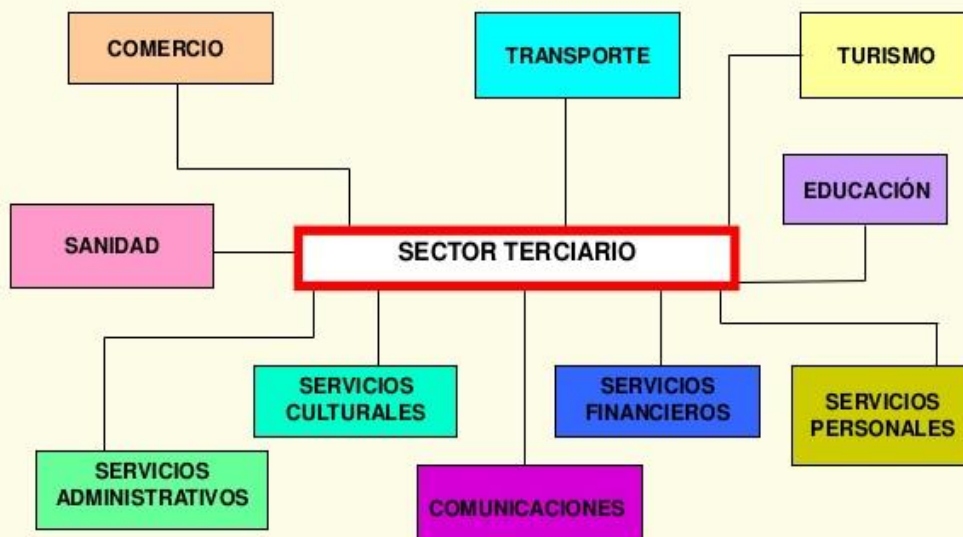 COMERCIO
TRANSPORTE
TURISMO
EDUCACIÓN
SANIDAD
SECTOR TERCIARIO
SERVICIOS
CULTURALES
SERVICIOS
FINANCIEROS
SERVICIOS
PERSONALES
SERVICIOS
ADMINISTRATIVOS
COMUNICACIONES